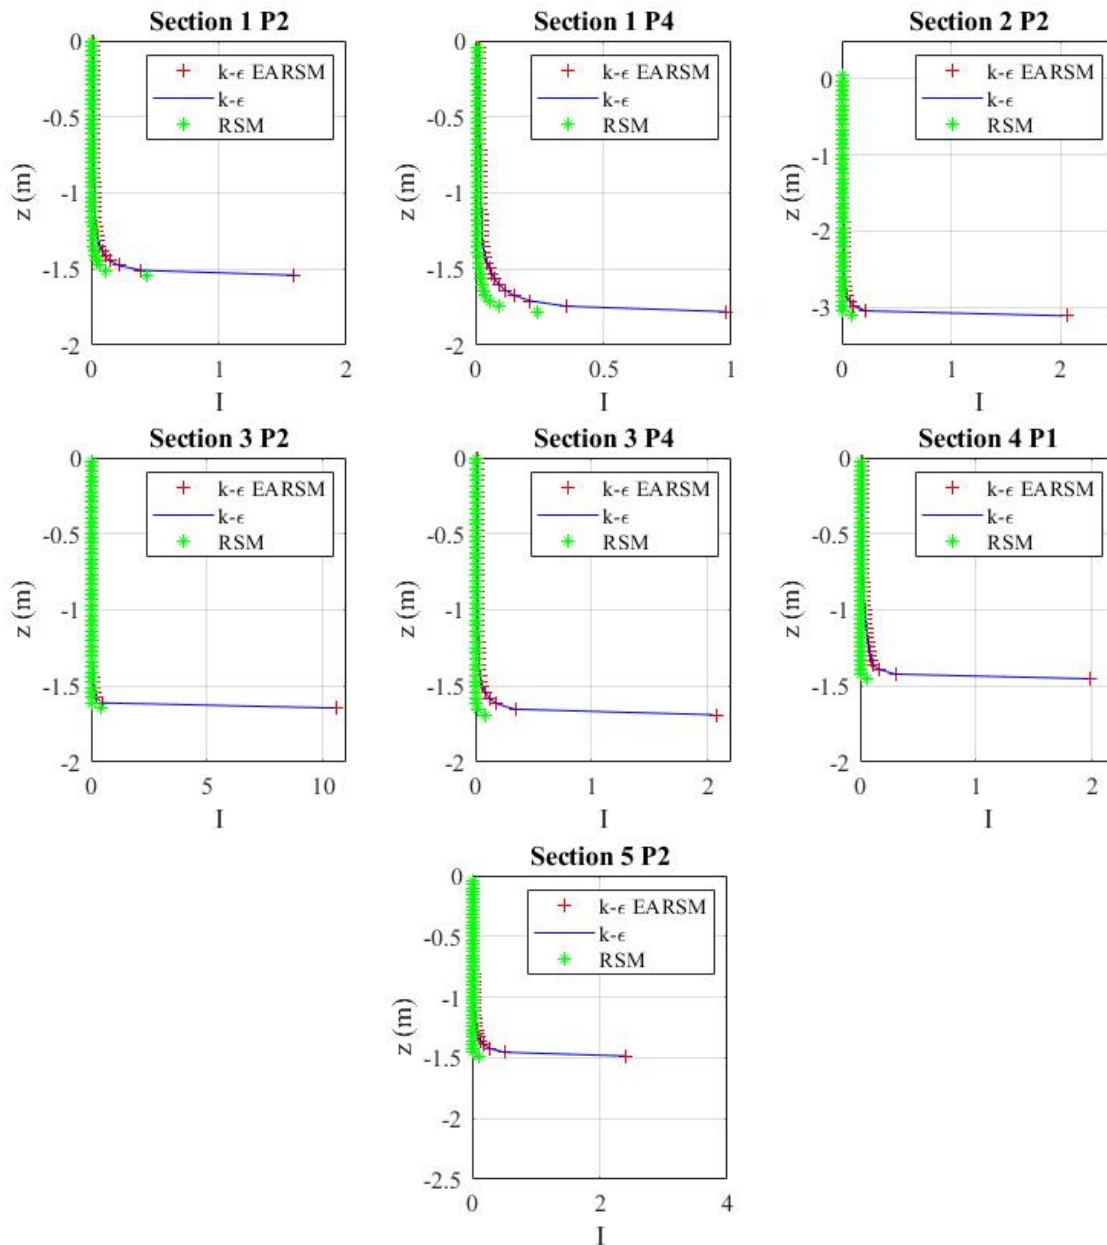 Section 1 P2
0
-0.5
-1
-1.5
-2
z (m)
k-ϵ EARSM
k-ϵ
RSM
0 1 2
I
Section 1 P4
0
-0.5
-1
-1.5
-2
z (m)
k-ϵ EARSM
k-ϵ
RSM
0 0.5 1
I
Section 2 P2
0
-1
-2
-3
z (m)
k-ϵ EARSM
k-ϵ
RSM
0 1 2
I
Section 3 P2
0
-0.5
-1
-1.5
-2
z (m)
k-ϵ EARSM
k-ϵ
RSM
0 5 10
I
Section 3 P4
0
-0.5
-1
-1.5
-2
z (m)
k-ϵ EARSM
k-ϵ
RSM
0 1 2
I
Section 4 P1
0
-0.5
-1
-1.5
-2
z (m)
k-ϵ EARSM
k-ϵ
RSM
0 1 2
I
Section 5 P2
0
-0.5
-1
-1.5
-2
-2.5
z (m)
k-ϵ EARSM
k-ϵ
RSM
0 2 4
I